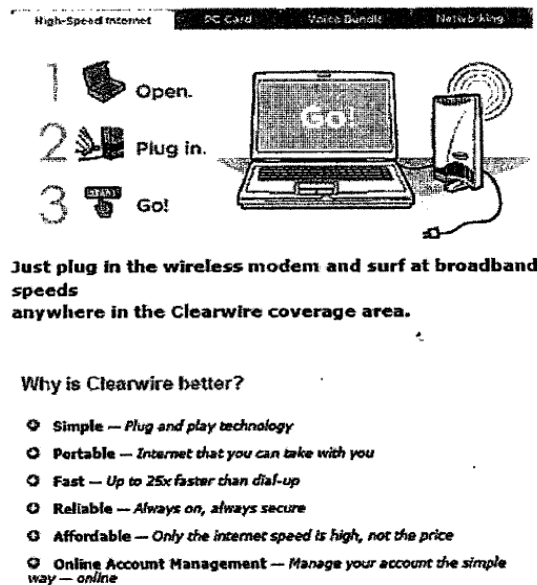 High-Speed Internet PC Card Voice Bundle Networking
1 Open.
2 Plug in.
3 START Go!
Go!
Just plug in the wireless modem and surf at broadband
speeds
anywhere in the Clearwire coverage area.
Why is Clearwire better?
Simple — Plug and play technology
Portable — Internet that you can take with you
Fast — Up to 25x faster than dial-up
Reliable — Always on, always secure
Affordable — Only the internet speed is high, not the price
Online Account Management — Manage your account the simple
way — online